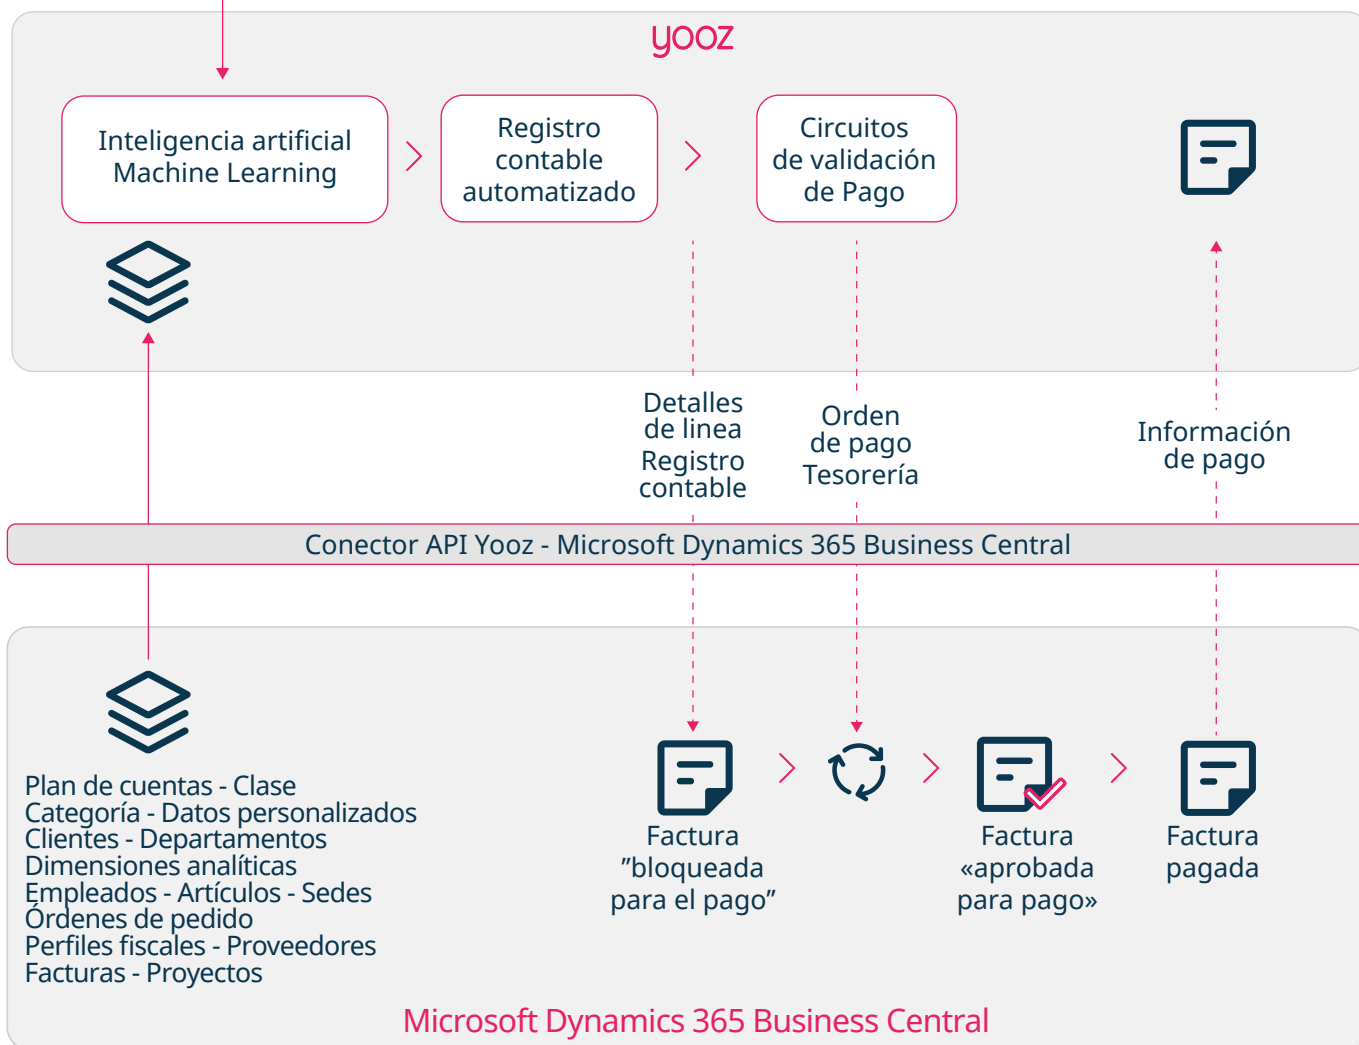 yooz
Inteligencia artificial
Machine Learning
Registro
contable
automatizado
Circuitos
de validación
de Pago
Detalles
de linea
Registro
contable
Orden
de pago
Tesorería
Información
de pago
Conector API Yooz - Microsoft Dynamics 365 Business Central
Plan de cuentas - Clase
Categoría - Datos personalizados
Clientes - Departamentos
Dimensiones analíticas
Empleados - Artículos - Sedes
Órdenes de pedido
Perfiles fiscales - Proveedores
Facturas - Proyectos
Factura
”bloqueada
para el pago”
Factura
«aprobada
para pago»
Factura
pagada
Microsoft Dynamics 365 Business Central